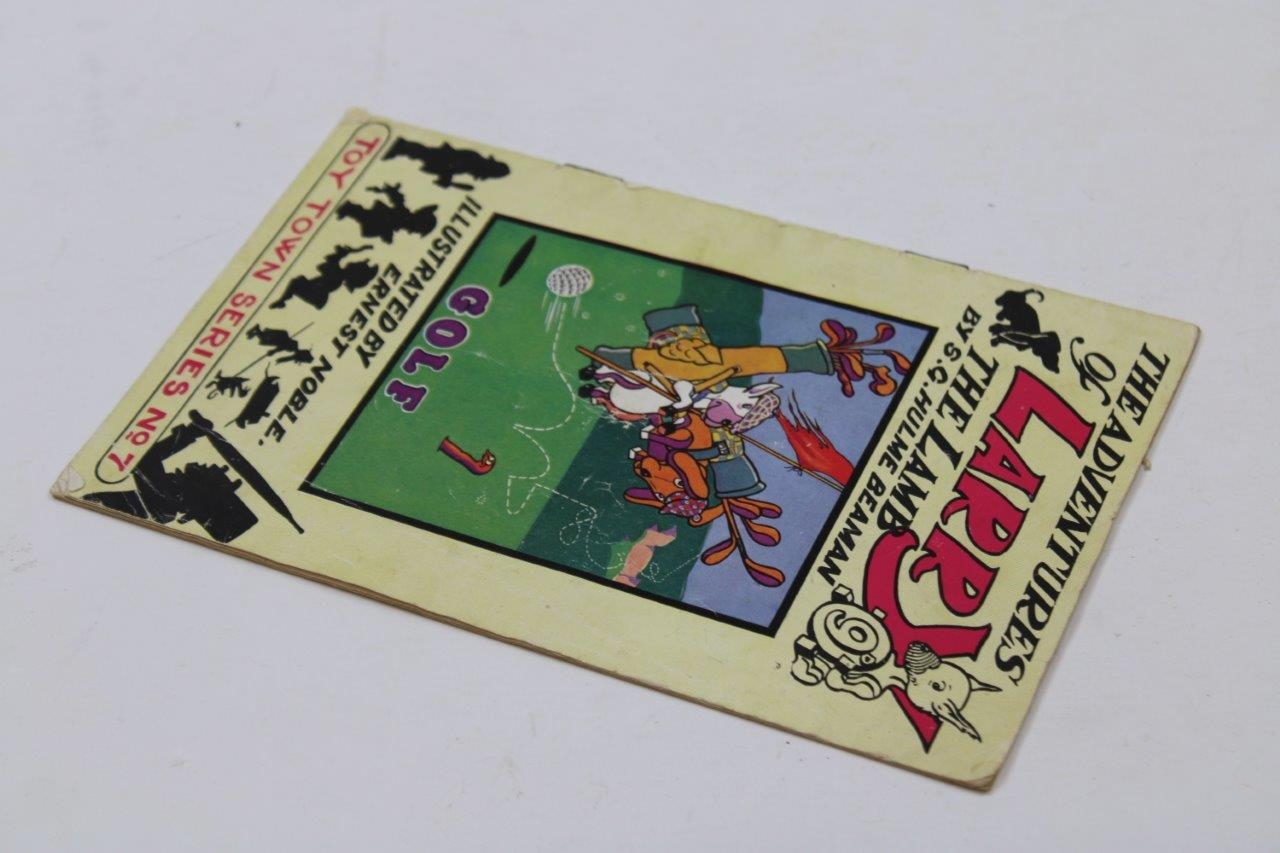 THE ADVENTURES
of LARRY
THE LAMB
BY S.G. HULME BEAMAN
6D.
GOLF
ILLUSTRATED BY
ERNEST NOBLE.
TOY TOWN SERIES No. 7